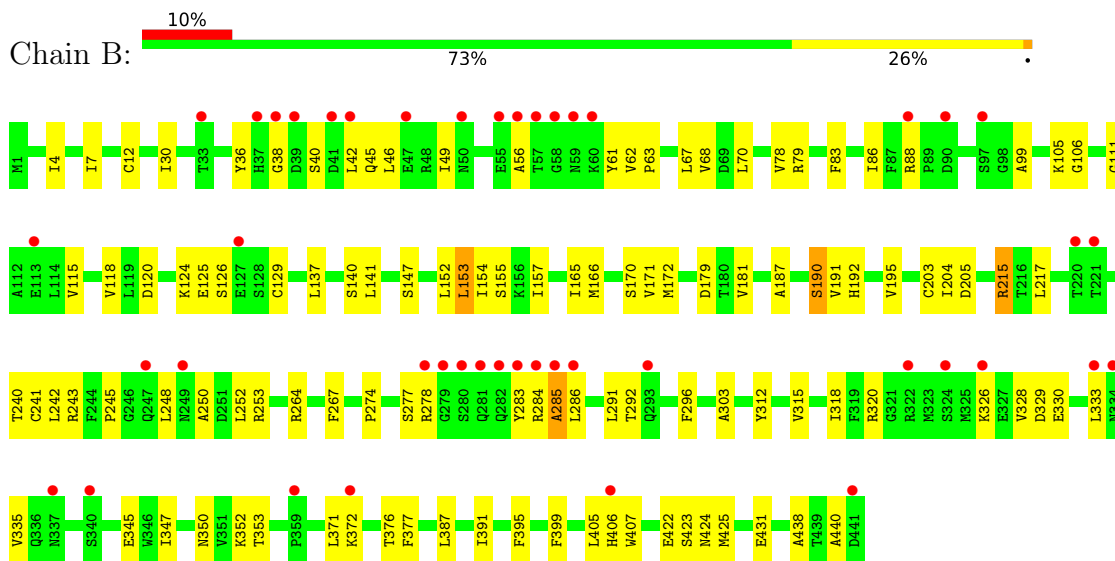 10%
Chain B:
73% 26% •
M1 I4 I7 C12 I30 T33 Y36 H37 G38 D39 S40 D41 L42 Q45 L46 E47 R48 I49 N50 E55 A56 T57 G58 N59 K60 Y61 V62 P63 L67 V68 D69 L70 V78 R79 F83 I86 F87 R88 P89 D90 S97 G98 A99 K105 G106 G111
A112 E113 L114 V115 V118 L119 D120 K124 E125 S126 E127 S128 C129 L137 S140 L141 S147 L152 L153 I154 S155 K156 I157 I165 M166 S170 V171 M172 D179 T180 V181 A187 S190 V191 H192 V195 C203 I204 D205 R215 T216 L217 T220 T221
T240 C241 L242 R243 F244 P245 G246 Q247 L248 N249 A250 D251 L252 R253 R264 F267 P274 S277 R278 G279 S280 Q281 Q282 Y283 R284 A285 L286 L291 T292 Q293 F296 A303 Y312 V315 I318 F319 R320 G321 R322 M323 S324 M325 K326 E327 V328 D329 E330 L333 N334
V335 Q336 N337 S340 E345 W346 I347 N350 V351 K352 T353 P359 L371 K372 T376 F377 L387 I391 F395 F399 L405 H406 W407 E422 S423 N424 M425 E431 A438 T439 A440 D441